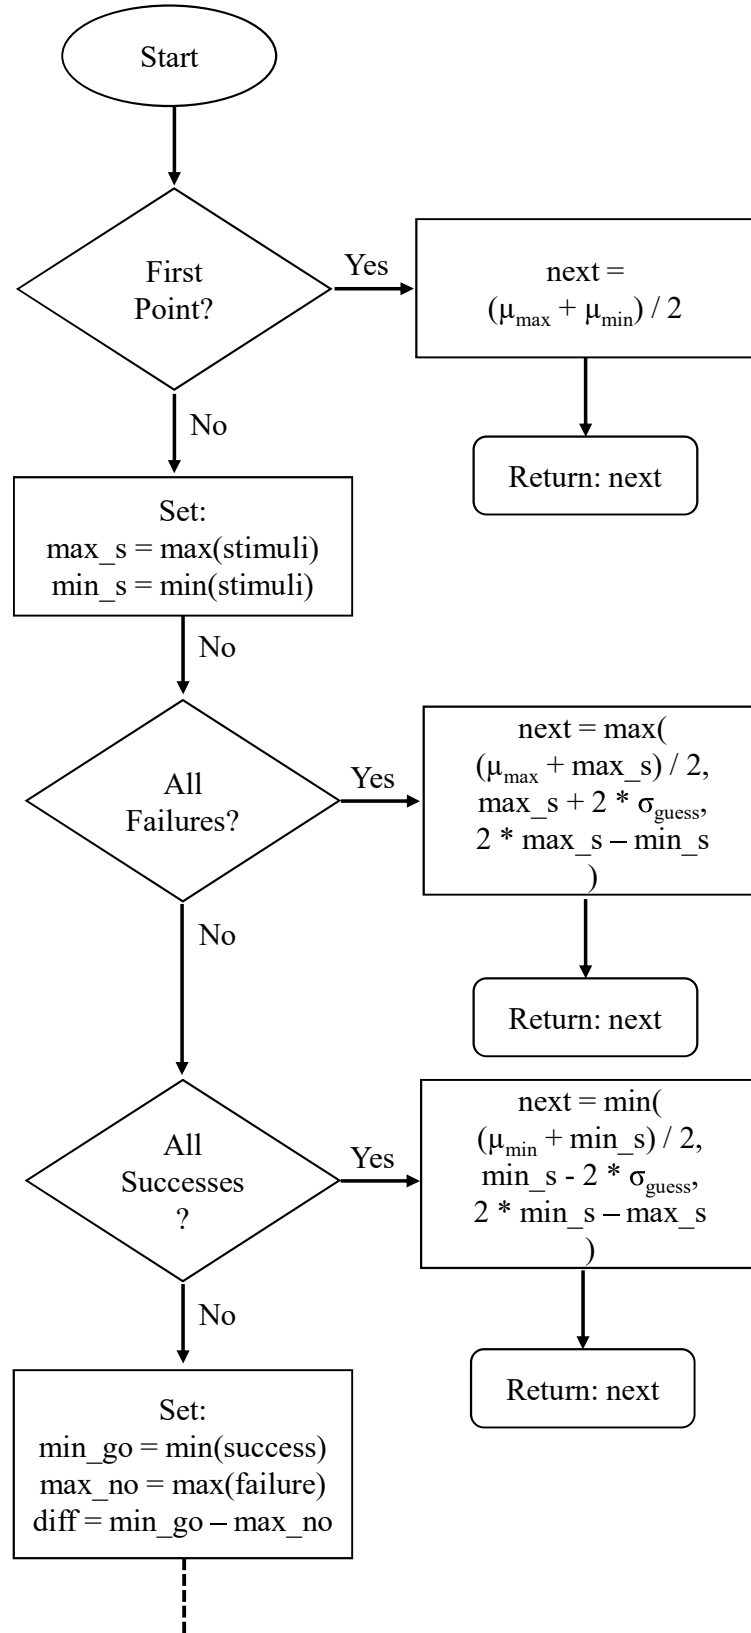 Start
First
Point?
Yes
next =
(μmax + μmin) / 2
No
Return: next
Set:
max_s = max(stimuli)
min_s = min(stimuli)
No
All
Failures?
Yes
next = max(
(μmax + max_s) / 2,
max_s + 2 * σguess,
2 * max_s – min_s
)
No
Return: next
All
Successes
?
Yes
next = min(
(μmin + min_s) / 2,
min_s - 2 * σguess,
2 * min_s – max_s
)
No
Return: next
Set:
min_go = min(success)
max_no = max(failure)
diff = min_go – max_no